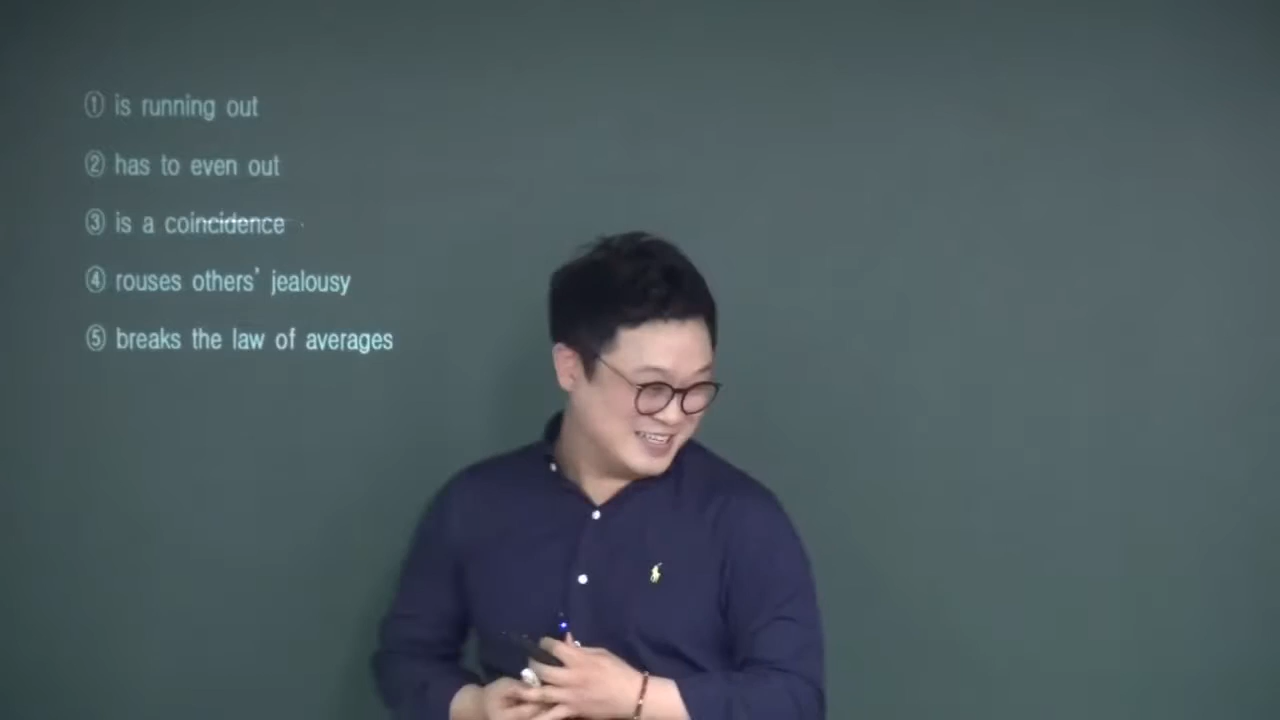 ① is running out
② has to even out
③ is a coincidence
④ rouses others' jealousy
⑤ breaks the law of averages